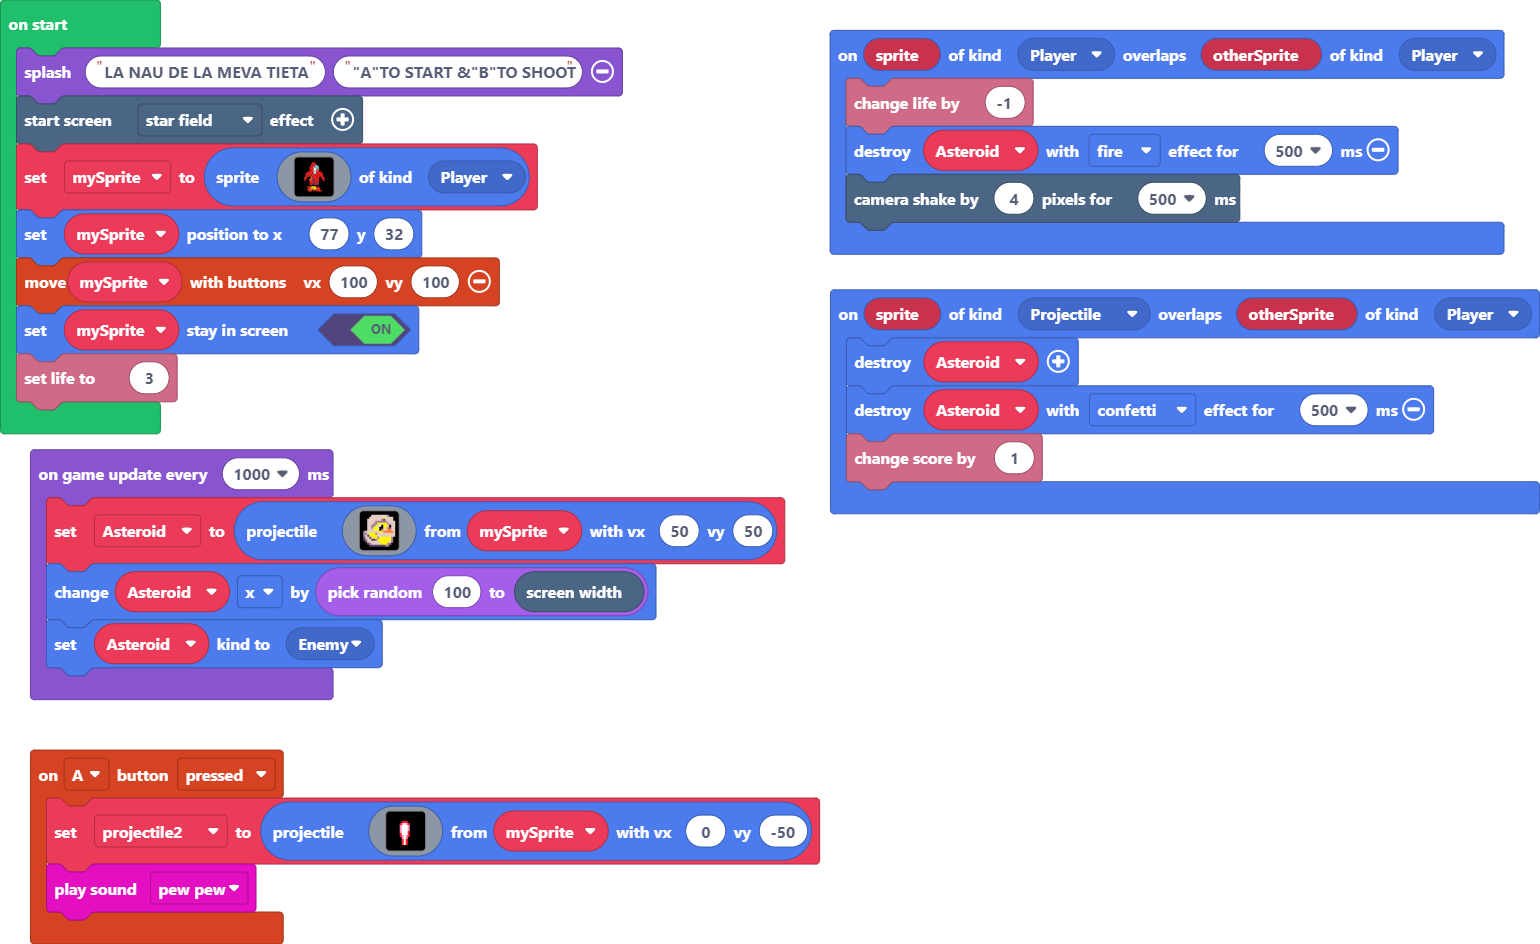 on start
splash "LA NAU DE LA MEVA TIETA" ""A"TO START &"B"TO SHOOT"
start screen star field effect
set mySprite to sprite of kind Player
set mySprite position to x 77 y 32
move mySprite with buttons vx 100 vy 100
set mySprite stay in screen ON
set life to 3
on game update every 1000 ms
set Asteroid to projectile from mySprite with vx 50 vy 50
change Asteroid x by pick random 100 to screen width
set Asteroid kind to Enemy
on A button pressed
set projectile2 to projectile from mySprite with vx 0 vy -50
play sound pew pew
on sprite of kind Player overlaps otherSprite of kind Player
change life by -1
destroy Asteroid with fire effect for 500 ms
camera shake by 4 pixels for 500 ms
on sprite of kind Projectile overlaps otherSprite of kind Player
destroy Asteroid
destroy Asteroid with confetti effect for 500 ms
change score by 1